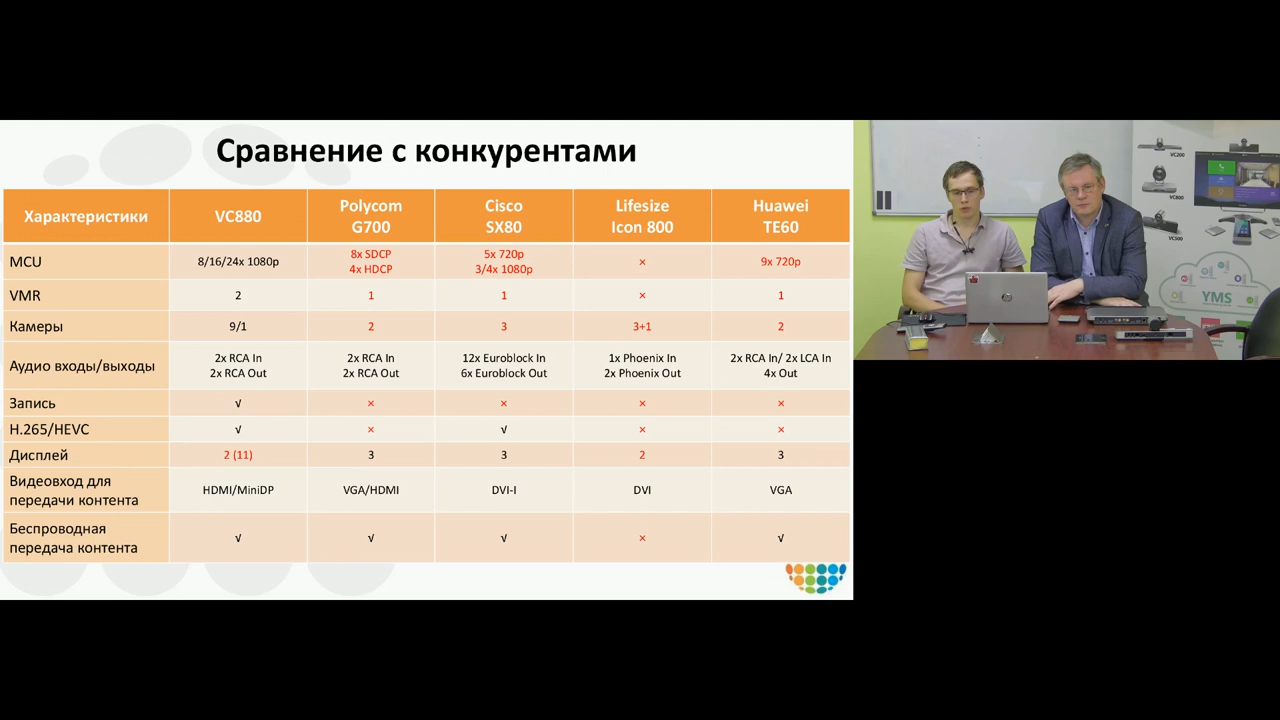 Сравнение с конкурентами
Характеристики
VC880
Polycom
G700
Cisco
SX80
Lifesize
Icon 800
Huawei
TE60
MCU
8/16/24x 1080p
8x SDCP
4x HDCP
5x 720p
3/4x 1080p
×
9x 720p
VMR
2
1
1
×
1
Камеры
9/1
2
3
3+1
2
Аудио входы/выходы
2x RCA In
2x RCA Out
2x RCA In
2x RCA Out
12x Euroblock In
6x Euroblock Out
1x Phoenix In
2x Phoenix Out
2x RCA In/ 2x LCA In
4x Out
Запись
√
×
×
×
×
H.265/HEVC
√
×
√
×
×
Дисплей
2 (11)
3
3
2
3
Видеовход для
передачи контента
HDMI/MiniDP
VGA/HDMI
DVI-I
DVI
VGA
Беспроводная
передача контента
√
√
√
×
√
VC200
VC800
VC500
YMS
hp